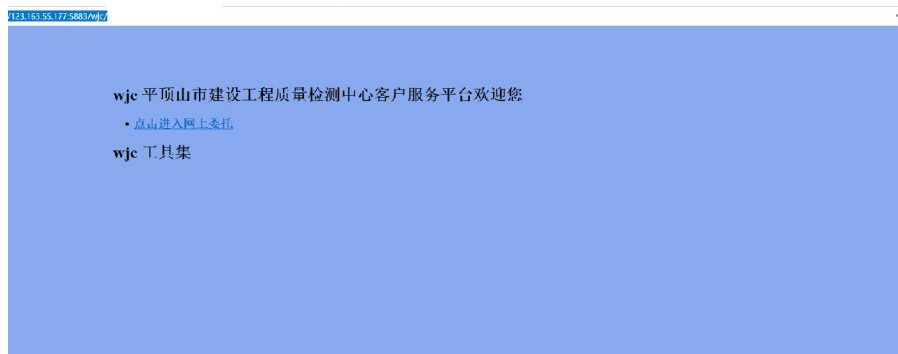 /123.163.55.177:5883/wjc/
wjc 平顶山市建设工程质量检测中心客户服务平台欢迎您
• 点击进入网上委托
wjc 工具集